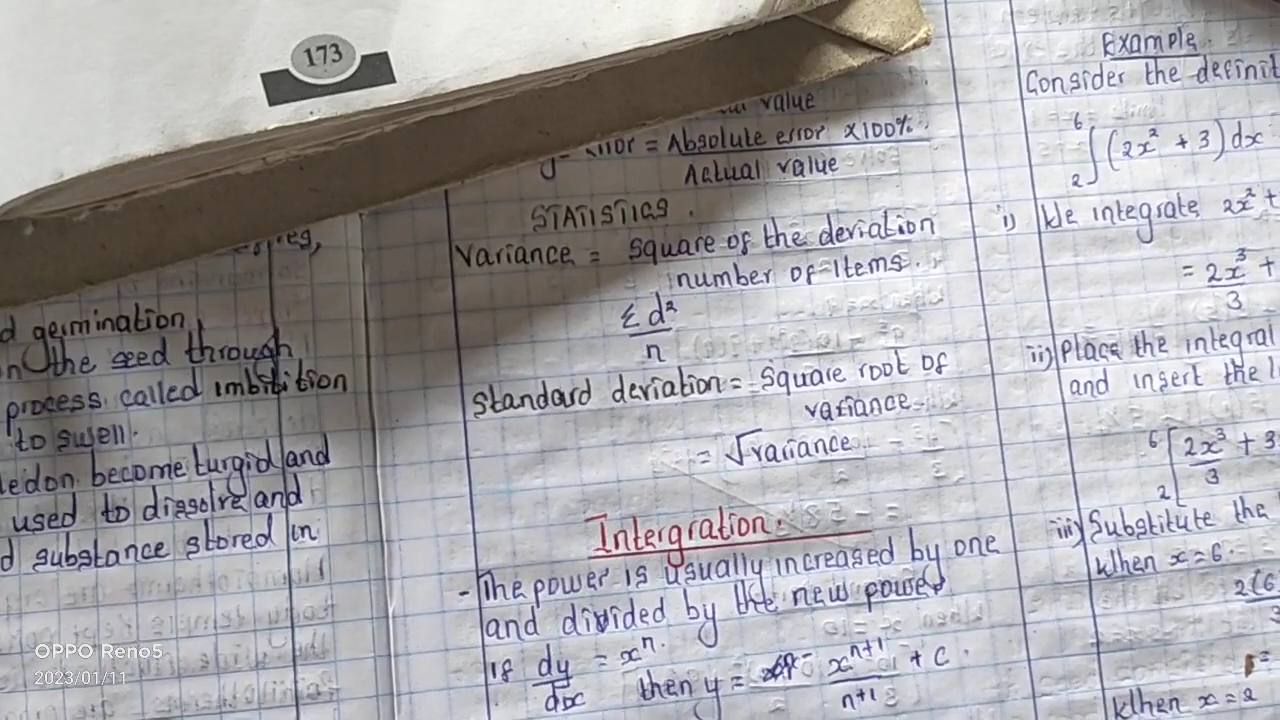 173
d germination
n the seed through
process called imbibition
to swell.
ledon become turgid and
used to dissolve and
d substance stored in
value
error = Absolute error x100%
Actual value
STATISTICS.
Variance = square of the deviation
number of items.
Σd²
n
Standard deviation = square root of
variance
= √variance
Intergration.
- The power is usually increased by one
and divided by the new power
If dy/dx = xⁿ.
then y = xⁿ⁺¹/n+1 + c.
Example.
Consider the definit
6∫2 (2x² + 3) dx
i) We integrate 2x² +
= 2x³/3 +
ii) Place the integral
and insert the l
6[2 2x³/3 + 3
iii) Substitute the
When x = 6.
2(6
When x = 2
OPPO Reno5
2023/01/11